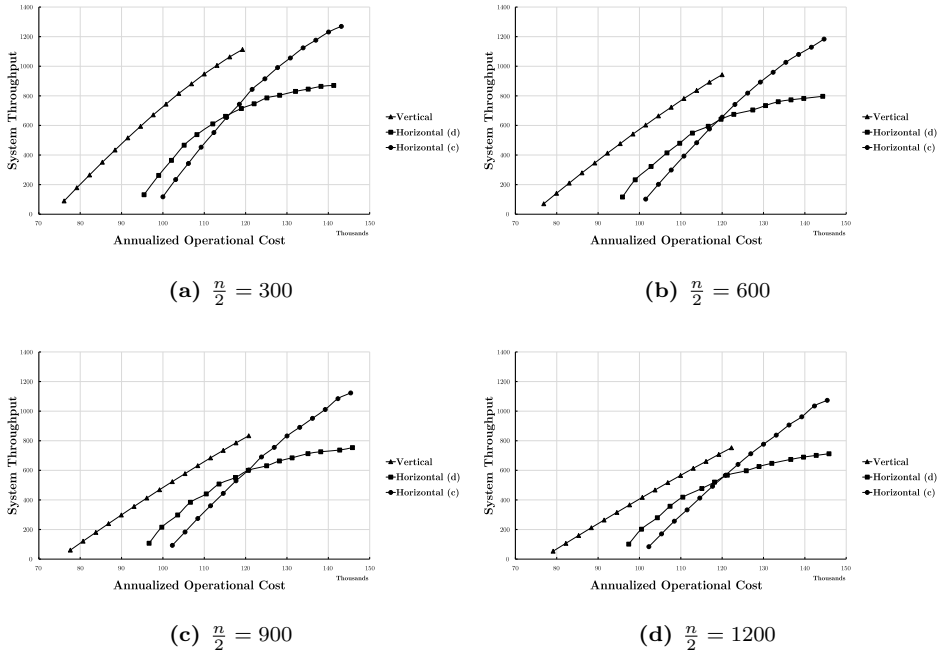 1400
1200
1000
800
600
400
200
0
System Throughput
70 80 90 100 110 120 130 140 150
Thousands
Annualized Operational Cost
Vertical
Horizontal (d)
Horizontal (c)
(a) n/2 = 300
1400
1200
1000
800
600
400
200
0
System Throughput
70 80 90 100 110 120 130 140 150
Thousands
Annualized Operational Cost
Vertical
Horizontal (d)
Horizontal (c)
(b) n/2 = 600
1400
1200
1000
800
600
400
200
0
System Throughput
70 80 90 100 110 120 130 140 150
Thousands
Annualized Operational Cost
Vertical
Horizontal (d)
Horizontal (c)
(c) n/2 = 900
1400
1200
1000
800
600
400
200
0
System Throughput
70 80 90 100 110 120 130 140 150
Thousands
Annualized Operational Cost
Vertical
Horizontal (d)
Horizontal (c)
(d) n/2 = 1200